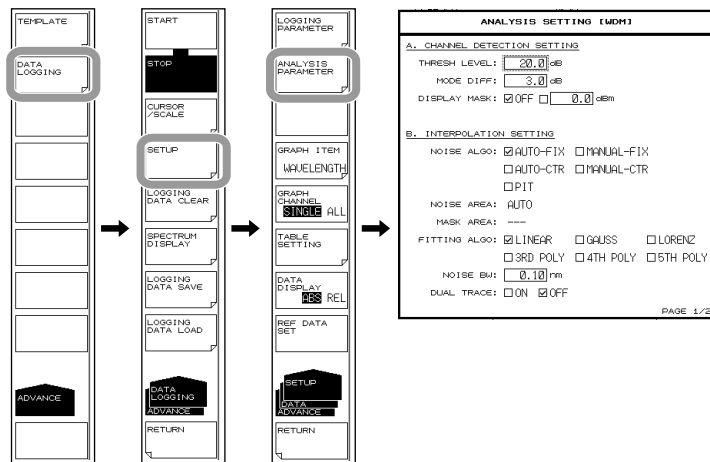 TEMPLATE
DATA
LOGGING
ADVANCE
START
STOP
CURSOR
/SCALE
SETUP
LOGGING
DATA CLEAR
SPECTRUM
DISPLAY
LOGGING
DATA SAVE
LOGGING
DATA LOAD
DATA
LOGGING
ADVANCE
RETURN
LOGGING
PARAMETER
ANALYSIS
PARAMETER
GRAPH ITEM
WAVELENGTH
GRAPH
CHANNEL
SINGLE ALL
TABLE
SETTING
DATA
DISPLAY
ABS REL
REF DATA
SET
SETUP
DATA
ADVANCE
RETURN
ANALYSIS SETTING [WDM]
A. CHANNEL DETECTION SETTING
THRESH LEVEL: 20.0 dB
MODE DIFF: 3.0 dB
DISPLAY MASK: ☑OFF ☐ 0.0 dBm
B. INTERPOLATION SETTING
NOISE ALGO: ☑AUTO-FIX ☐MANUAL-FIX
☐AUTO-CTR ☐MANUAL-CTR
☐PIT
NOISE AREA: AUTO
MASK AREA: ---
FITTING ALGO: ☑LINEAR ☐GAUSS ☐LORENZ
☐3RD POLY ☐4TH POLY ☐5TH POLY
NOISE BW: 0.10 nm
DUAL TRACE: ☐ON ☑OFF
PAGE 1/2